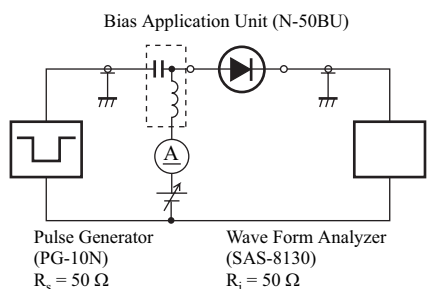 Bias Application Unit (N-50BU)
A
Pulse Generator
(PG-10N)
Rs = 50 Ω
Wave Form Analyzer
(SAS-8130)
Ri = 50 Ω